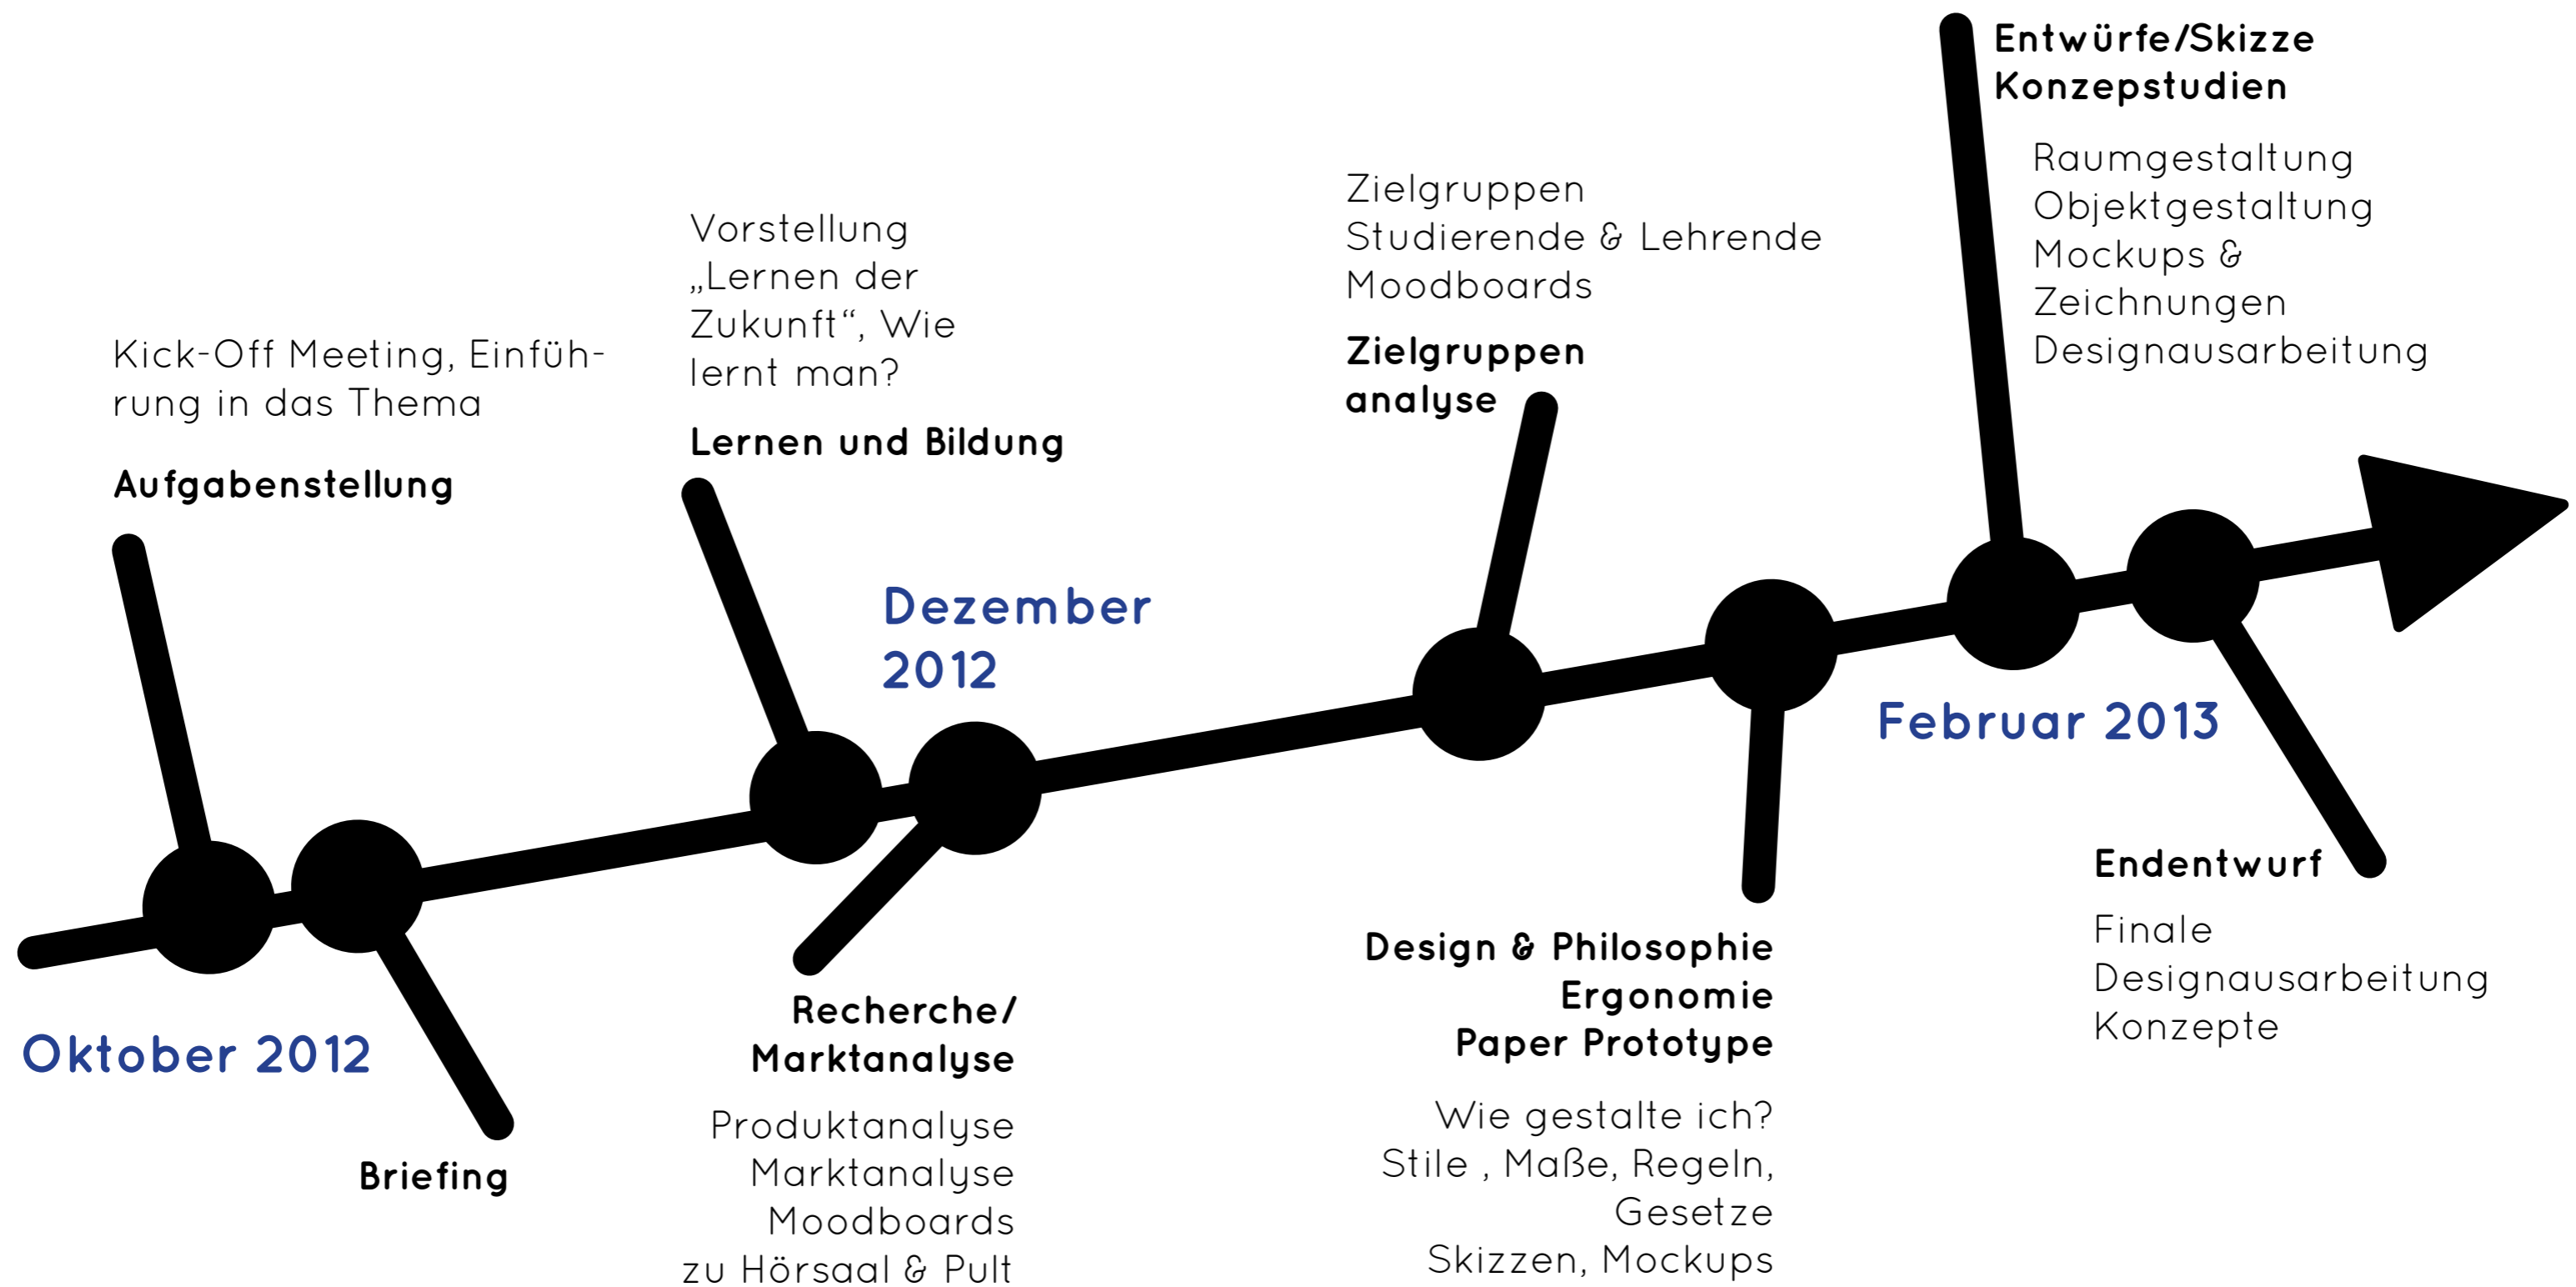 Kick-Off Meeting, Einfüh-
rung in das Thema
Aufgabenstellung
Oktober 2012
Briefing
Vorstellung
„Lernen der
Zukunft“, Wie
lernt man?
Lernen und Bildung
Dezember
2012
Recherche/
Marktanalyse
Produktanalyse
Marktanalyse
Moodboards
zu Hörsaal & Pult
Zielgruppen
Studierende & Lehrende
Moodboards
Zielgruppen
analyse
Design & Philosophie
Ergonomie
Paper Prototype
Wie gestalte ich?
Stile , Maße, Regeln,
Gesetze
Skizzen, Mockups
Entwürfe/Skizze
Konzepstudien
Raumgestaltung
Objektgestaltung
Mockups &
Zeichnungen
Designausarbeitung
Februar 2013
Endentwurf
Finale
Designausarbeitung
Konzepte